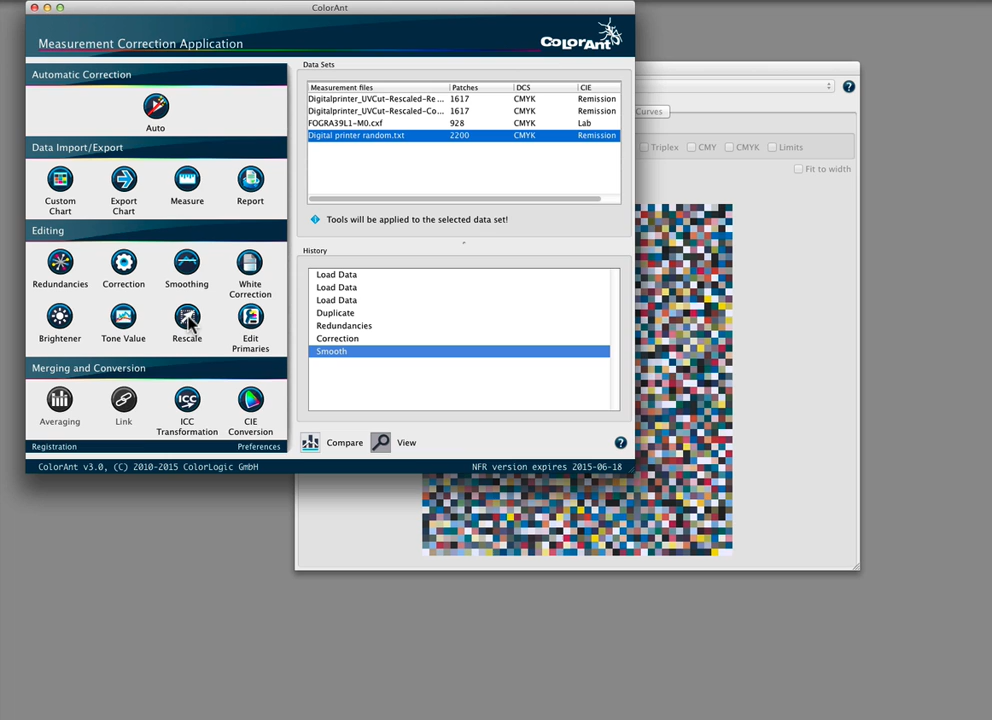 ColorAnt
Measurement Correction Application
COLORANT
Automatic Correction
Auto
Data Import/Export
Custom Chart
Export Chart
Measure
Report
Editing
Redundancies
Correction
Smoothing
White Correction
Brightener
Tone Value
Rescale
Edit Primaries
Merging and Conversion
Averaging
Link
ICC Transformation
CIE Conversion
Registration
Preferences
Data Sets
Measurement files Patches DCS CIE
Digitalprinter_UVCut-Rescaled-Re... 1617 CMYK Remission
Digitalprinter_UVCut-Rescaled-Co... 1617 CMYK Remission
FOGRA39L1-M0.cxf 928 CMYK Lab
Digital printer random.txt 2200 CMYK Remission
Tools will be applied to the selected data set!
History
Load Data
Load Data
Load Data
Duplicate
Redundancies
Correction
Smooth
Compare
View
?
ColorAnt v3.0, (C) 2010-2015 ColorLogic GmbH
NFR version expires 2015-06-18
?
Curves
Triplex CMY CMYK Limits
Fit to width